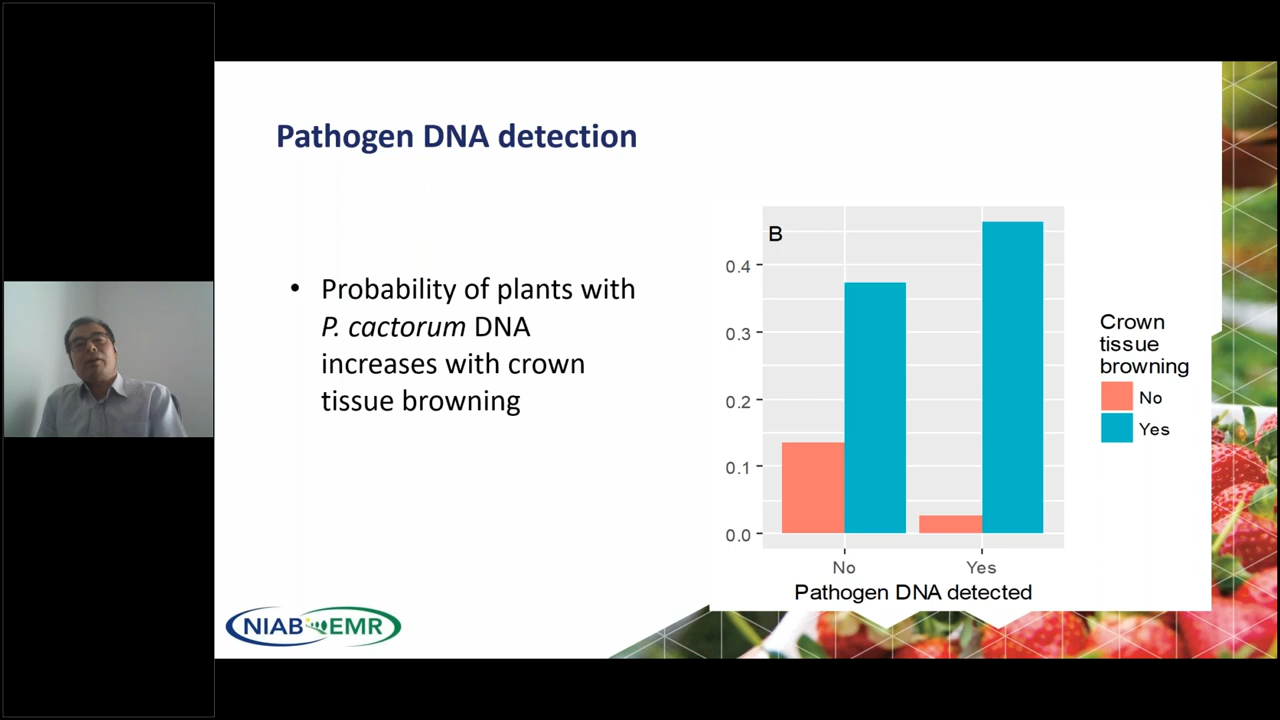 Pathogen DNA detection
• Probability of plants with
P. cactorum DNA
increases with crown
tissue browning
B
0.4
0.3
0.2
0.1
0.0
No
Yes
Pathogen DNA detected
Crown
tissue
browning
No
Yes
NIAB EMR